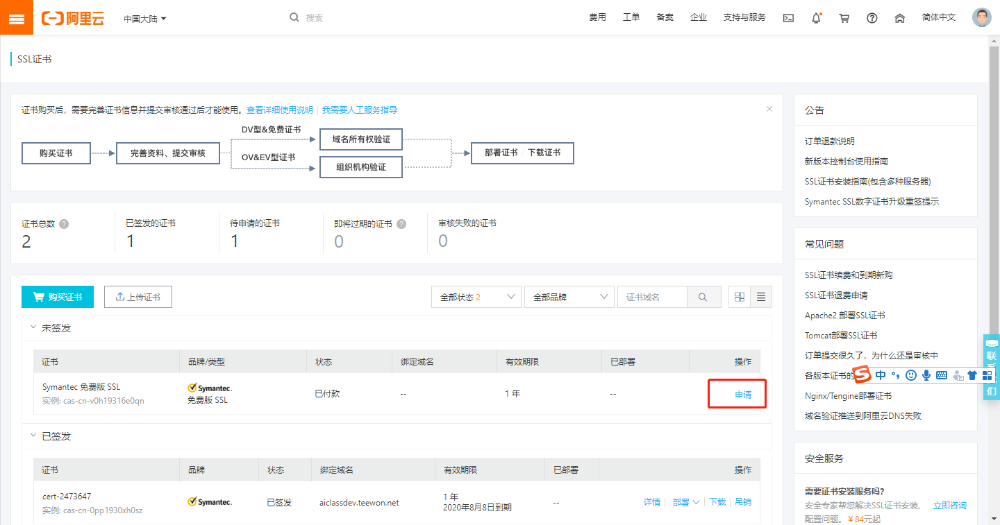 阿里云
中国大陆
搜索
费用
工单
备案
企业
支持与服务
简体中文
SSL证书
证书购买后，需要完善证书信息并提交审核通过后才能使用。查看详细使用说明 我需要人工服务指导
购买证书
完善资料、提交审核
DV型&免费证书
OV&EV型证书
域名所有权验证
组织机构验证
部署证书 / 下载证书
证书总数 ?
2
已签发的证书
1
待申请的证书
1
即将过期的证书 ?
0
审核失败的证书
0
购买证书
上传证书
全部状态 2
全部品牌
证书域名
未签发
证书
品牌/类型
状态
绑定域名
有效期限
已部署
操作
Symantec 免费版 SSL
实例: cas-cn-v0h19316e0qn
Symantec.
免费版 SSL
已付款
--
1 年
--
申请
已签发
证书
品牌
状态
绑定域名
有效期限
已部署
操作
cert-2473647
实例: cas-cn-0pp1930xh0sz
Symantec.
已签发
aiclassdev.teewon.net
1 年
2020年8月8日到期
--
详情
部署
下载
吊销
公告
订单退款说明
新版本控制台使用指南
SSL证书安装指南(包含多种服务器)
Symantec SSL数字证书升级重签提示
常见问题
SSL证书续费和到期新购
SSL证书退费申请
Apache2 部署SSL证书
Tomcat部署SSL证书
订单提交很久了，为什么还是审核中
各版本证书的
Nginx/Tengine部署证书
域名验证推送到阿里云DNS失败
S 中
联
们
安全服务
需要证书安装服务吗?
安全专家帮您解决SSL证书安装、
配置问题。￥84元起
立即咨询